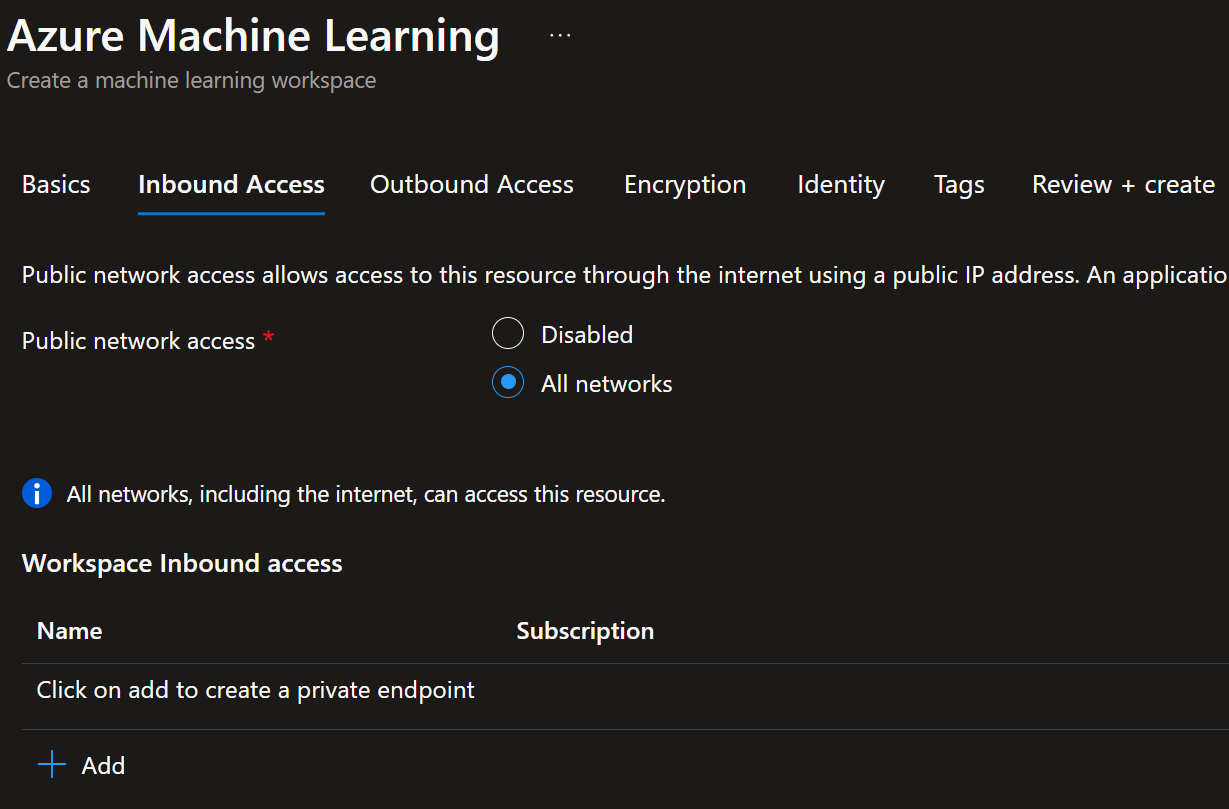 Azure Machine Learning ...
Create a machine learning workspace
Basics Inbound Access Outbound Access Encryption Identity Tags Review + create
Public network access allows access to this resource through the internet using a public IP address. An applicatio
Public network access *
Disabled
All networks
All networks, including the internet, can access this resource.
Workspace Inbound access
Name Subscription
Click on add to create a private endpoint
Add